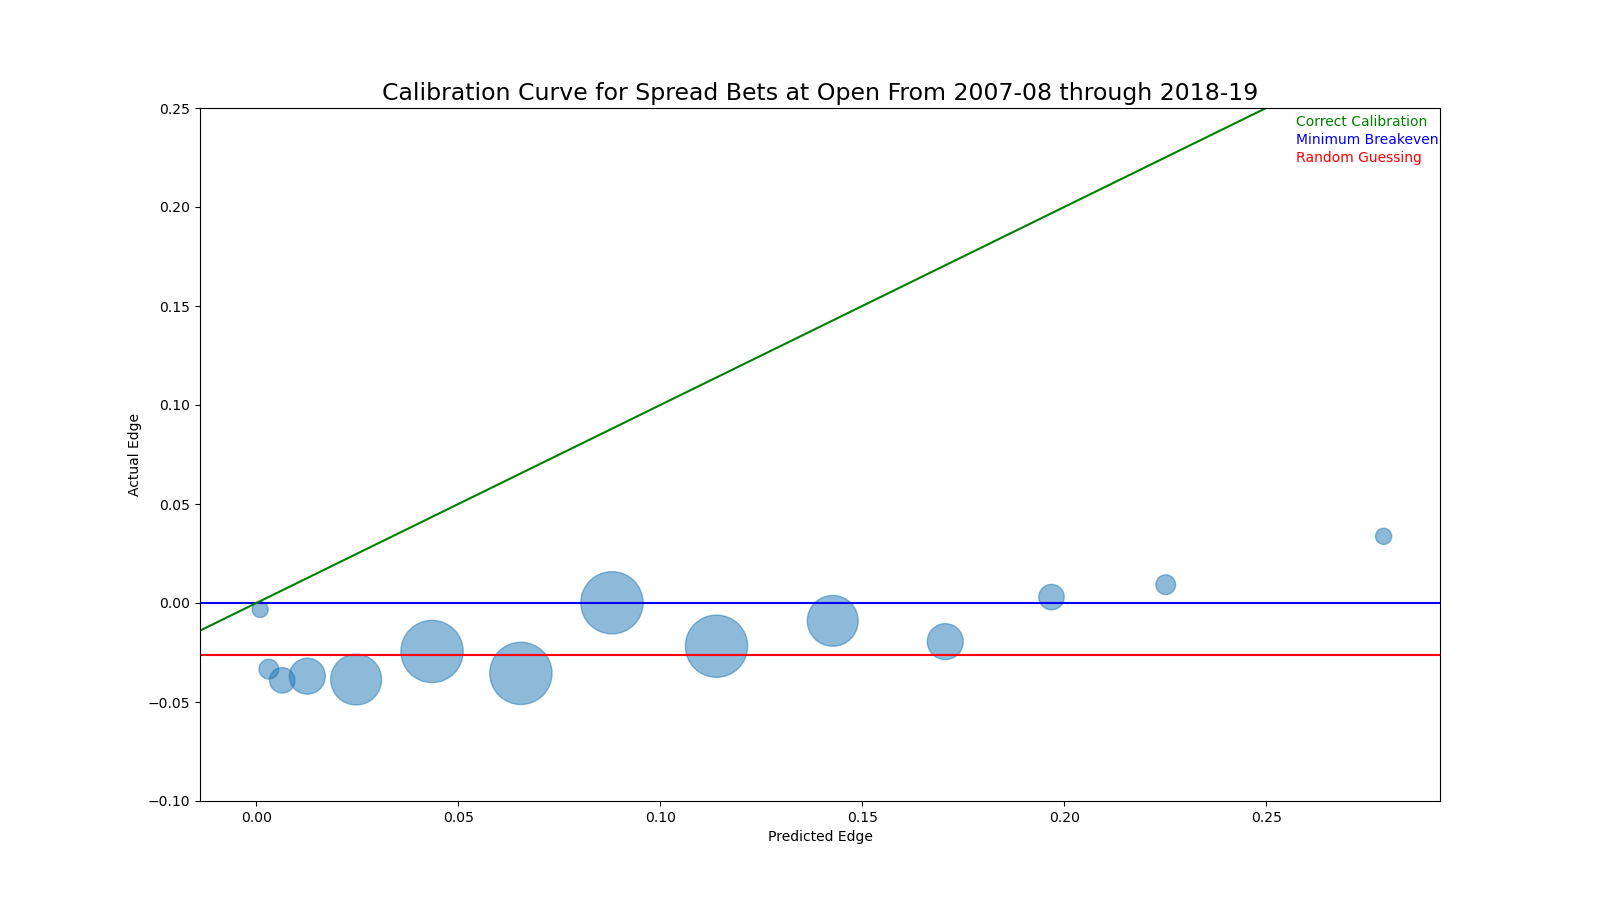 Calibration Curve for Spread Bets at Open From 2007-08 through 2018-19
Correct Calibration
Minimum Breakeven
Random Guessing
Actual Edge
0.25
0.20
0.15
0.10
0.05
0.00
−0.05
−0.10
0.00 0.05 0.10 0.15 0.20 0.25
Predicted Edge